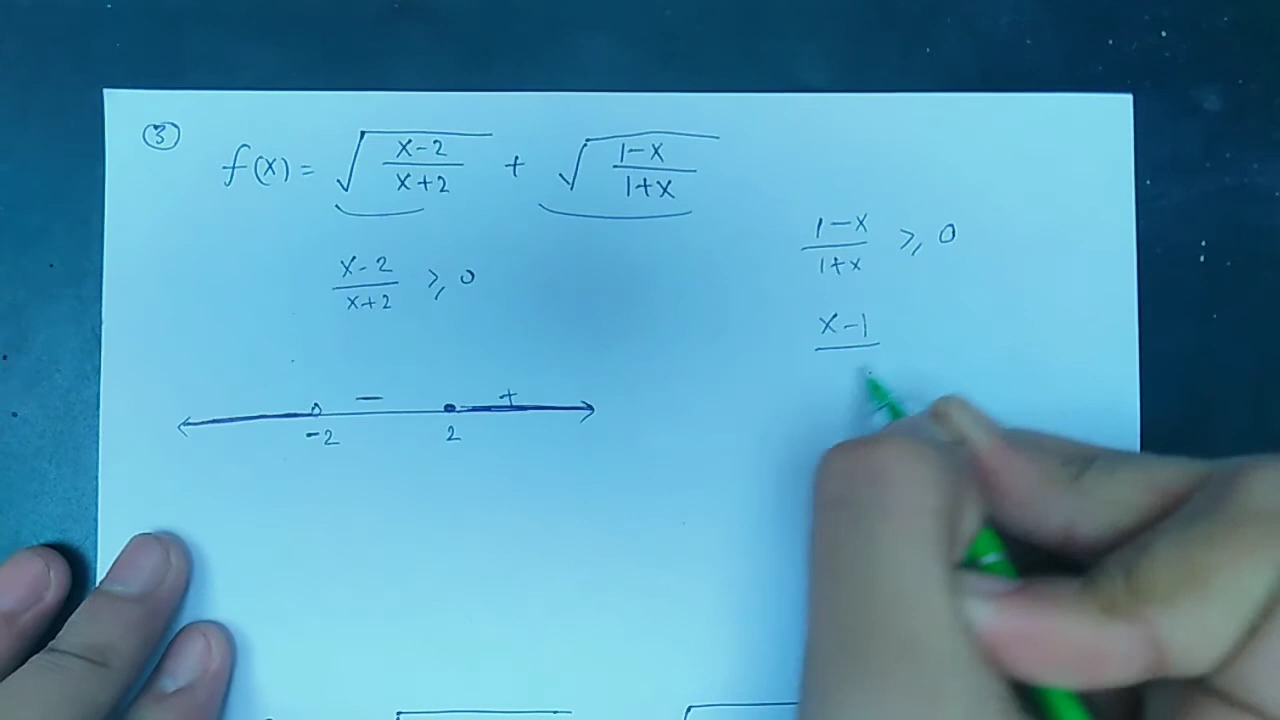 ③ f(x) = √((x-2)/(x+2)) + √((1-x)/(1+x))
(x-2)/(x+2) ⩾ 0
(1-x)/(1+x) ⩾ 0
x-1
- +
-2 2